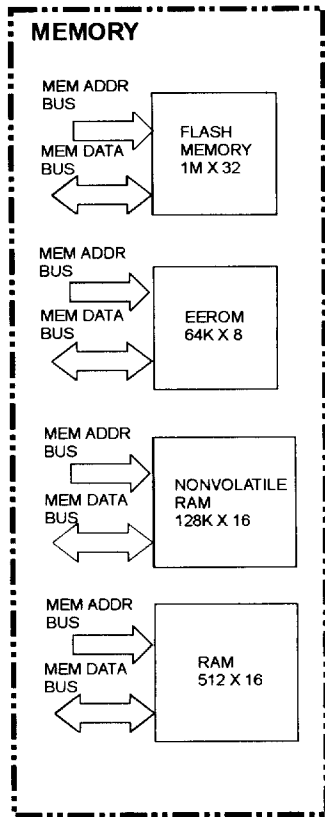 MEMORY
MEM ADDR
BUS
MEM DATA
BUS
FLASH
MEMORY
1M X 32
MEM ADDR
BUS
MEM DATA
BUS
EEROM
64K X 8
MEM ADDR
BUS
MEM DATA
BUS
NONVOLATILE
RAM
128K X 16
MEM ADDR
BUS
MEM DATA
BUS
RAM
512 X 16